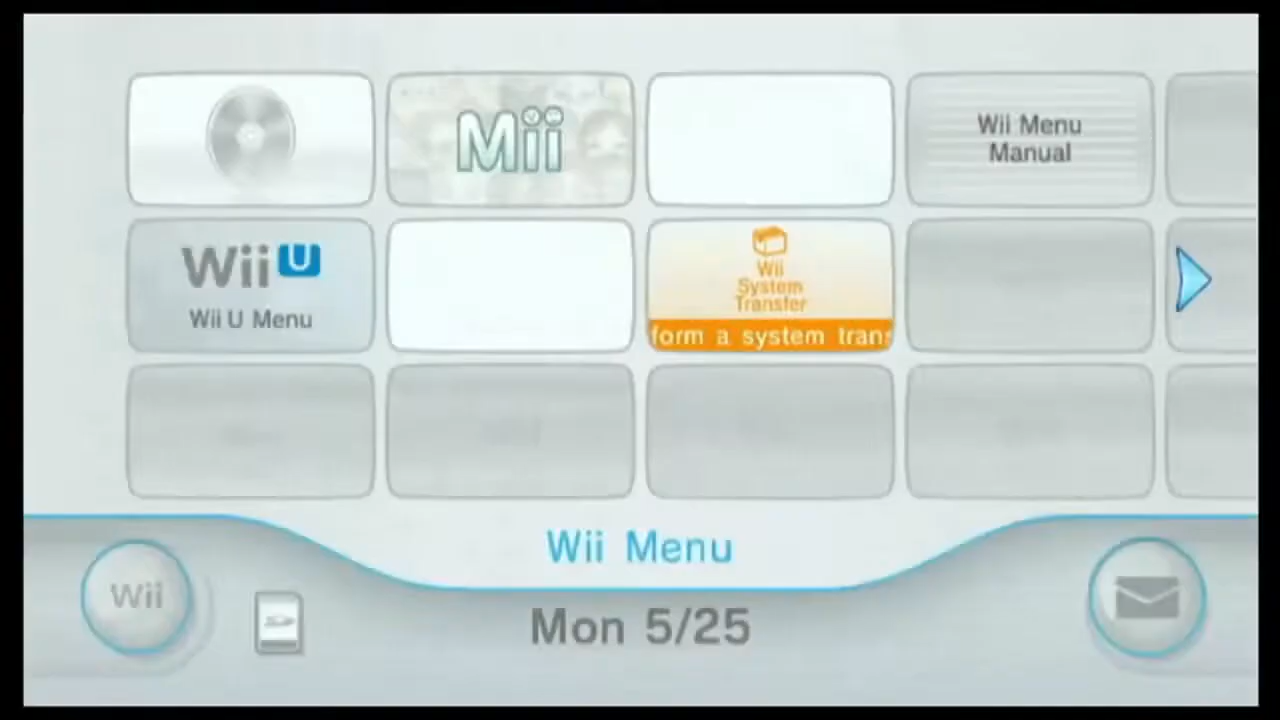 Mii
Wii Menu
Manual
Wii U
Wii U Menu
Wii
System
Transfer
form a system trans
Wii Menu
Wii
Mon 5/25